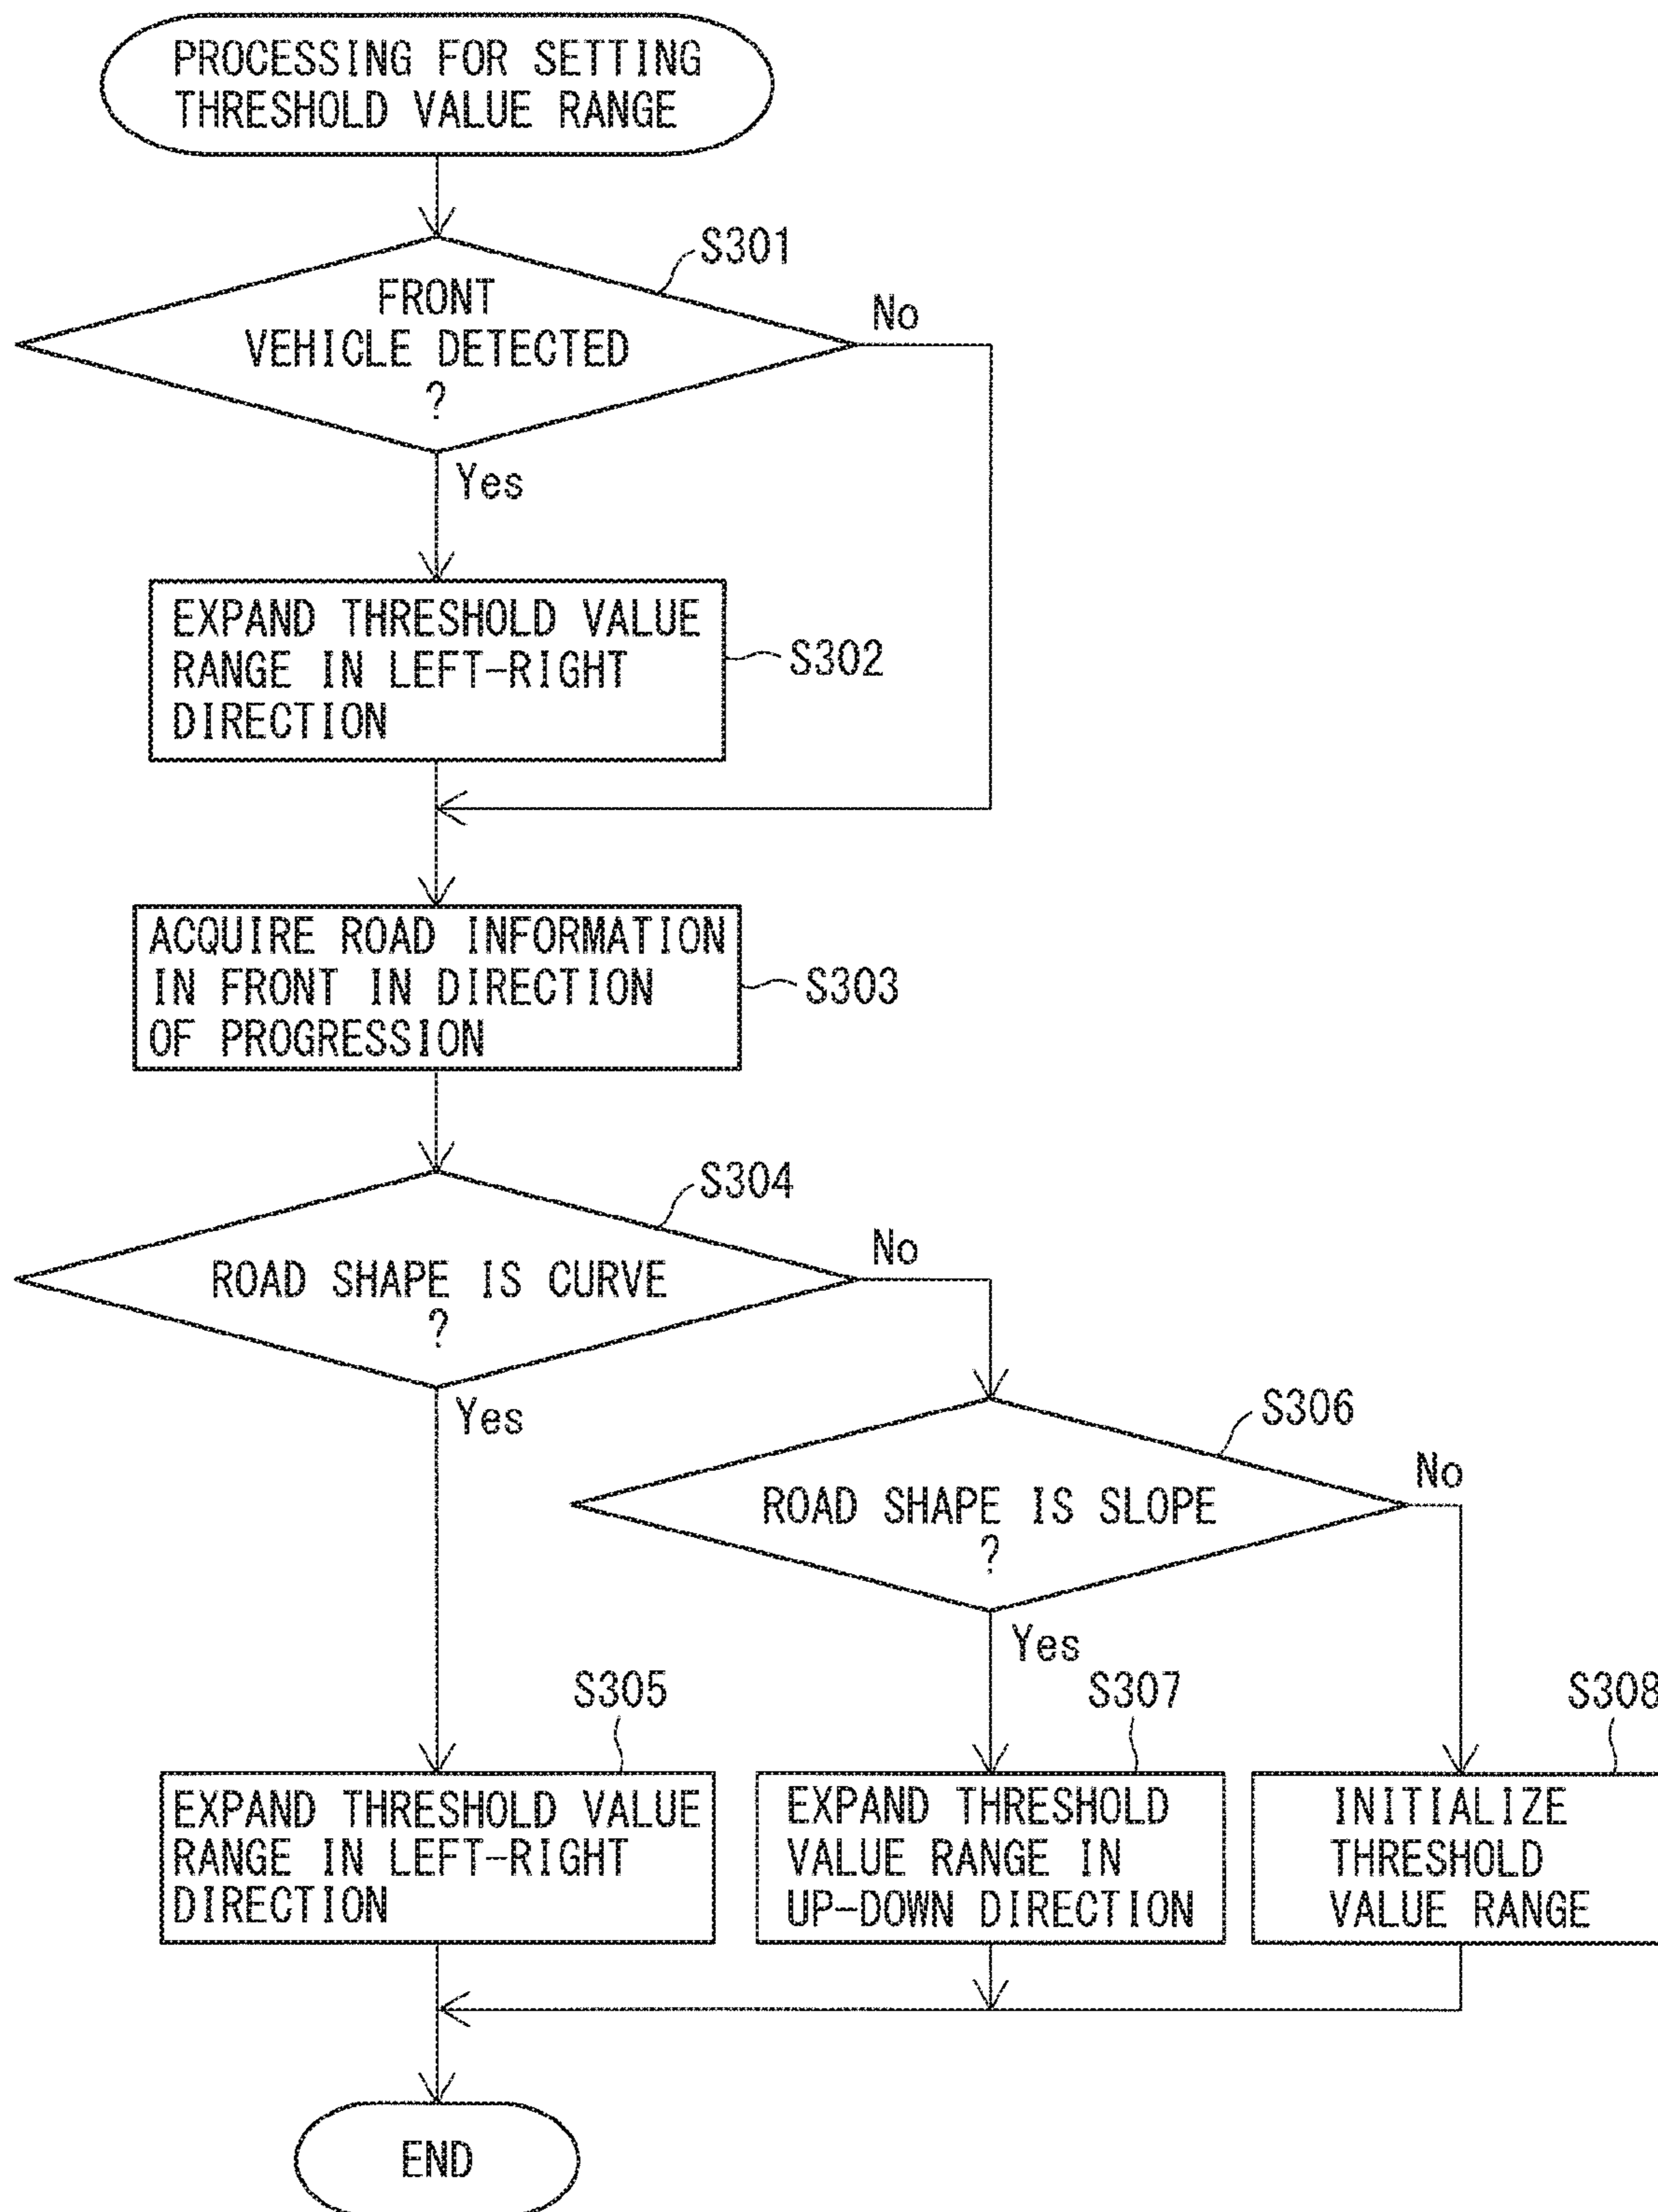 PROCESSING FOR SETTING
THRESHOLD VALUE RANGE
S301
FRONT
VEHICLE DETECTED
?
No
Yes
EXPAND THRESHOLD VALUE
RANGE IN LEFT-RIGHT
DIRECTION
S302
ACQUIRE ROAD INFORMATION
IN FRONT IN DIRECTION
OF PROGRESSION
S303
S304
ROAD SHAPE IS CURVE
?
No
Yes
S306
ROAD SHAPE IS SLOPE
?
No
Yes
S305
EXPAND THRESHOLD VALUE
RANGE IN LEFT-RIGHT
DIRECTION
S307
EXPAND THRESHOLD
VALUE RANGE IN
UP-DOWN DIRECTION
S308
INITIALIZE
THRESHOLD
VALUE RANGE
END